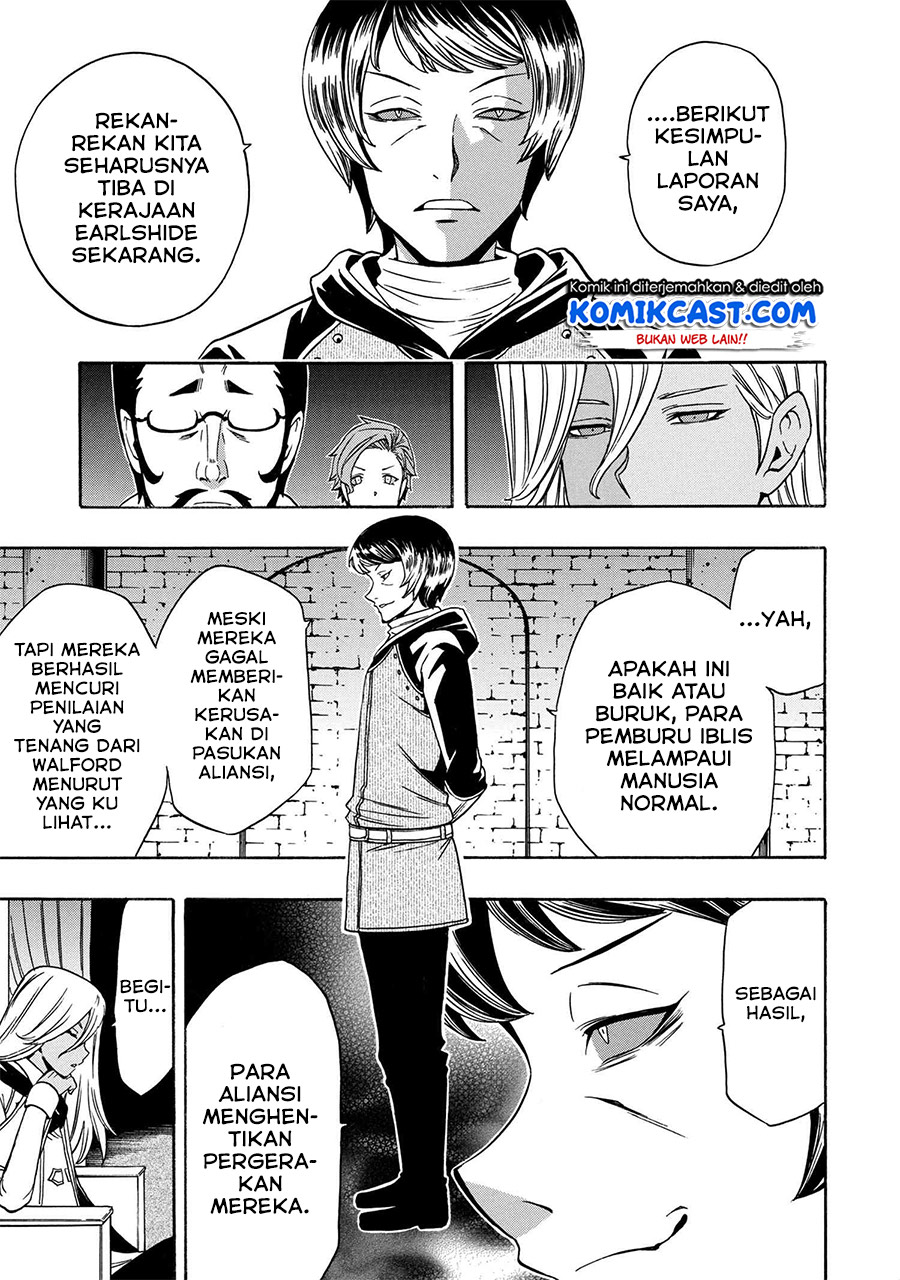 ....BERIKUT
KESIMPU-
LAN
LAPORAN
SAYA,
REKAN-
REKAN KITA
SEHARUSNYA
TIBA DI
KERAJAAN
EARLSHIDE
SEKARANG.
Komik ini diterjemahkan & diedit oleh
KOMIKCAST.COM
BUKAN WEB LAIN!!
...YAH,
APAKAH INI
BAIK ATAU
BURUK, PARA
PEMBURU IBLIS
MELAMPAUI
MANUSIA
NORMAL.
MESKI
MEREKA
GAGAL
MEMBERI-
KAN
KERUSA-
KAN DI
PASUKAN
ALIANSI,
TAPI MEREKA
BERHASIL
MENCURI
PENILAIAN
YANG
TENANG DARI
WALFORD
MENURUT
YANG KU
LIHAT...
SEBAGAI
HASIL,
PARA
ALIANSI
MENGHEN-
TIKAN
PERGERA-
KAN
MEREKA.
BEGI-
TU...